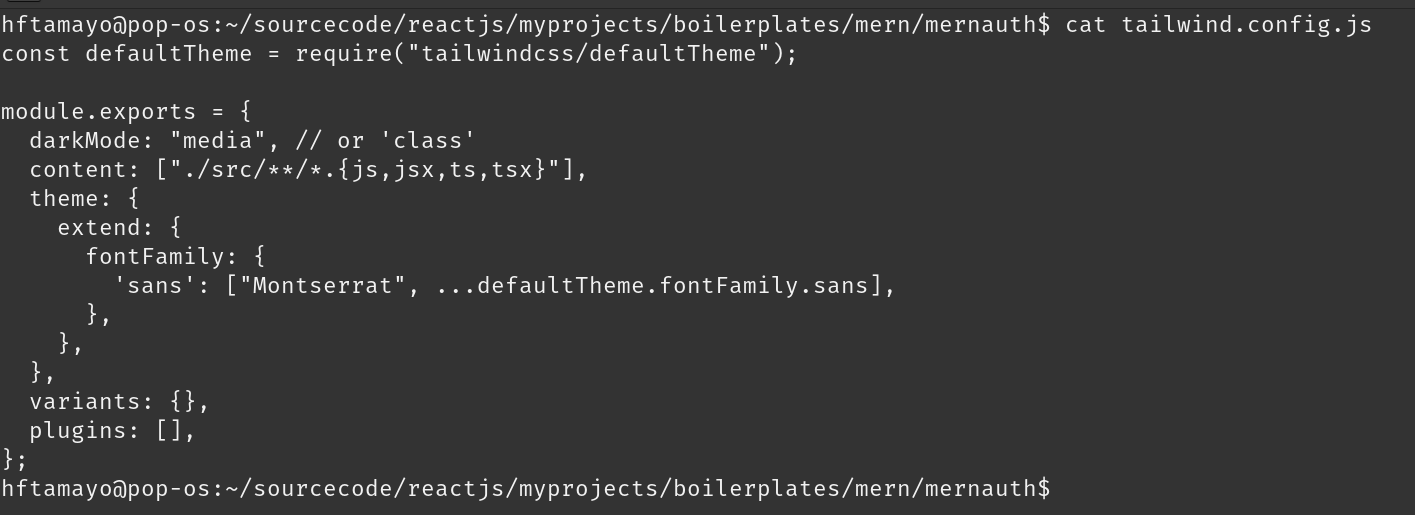 hftamayo@pop-os:~/sourcecode/reactjs/myprojects/boilerplates/mern/mernauth$ cat tailwind.config.js
const defaultTheme = require("tailwindcss/defaultTheme");

module.exports = {
  darkMode: "media", // or 'class'
  content: ["./src/**/*.{js,jsx,ts,tsx}"],
  theme: {
    extend: {
      fontFamily: {
        'sans': ["Montserrat", ...defaultTheme.fontFamily.sans],
      },
    },
  },
  variants: {},
  plugins: [],
};
hftamayo@pop-os:~/sourcecode/reactjs/myprojects/boilerplates/mern/mernauth$